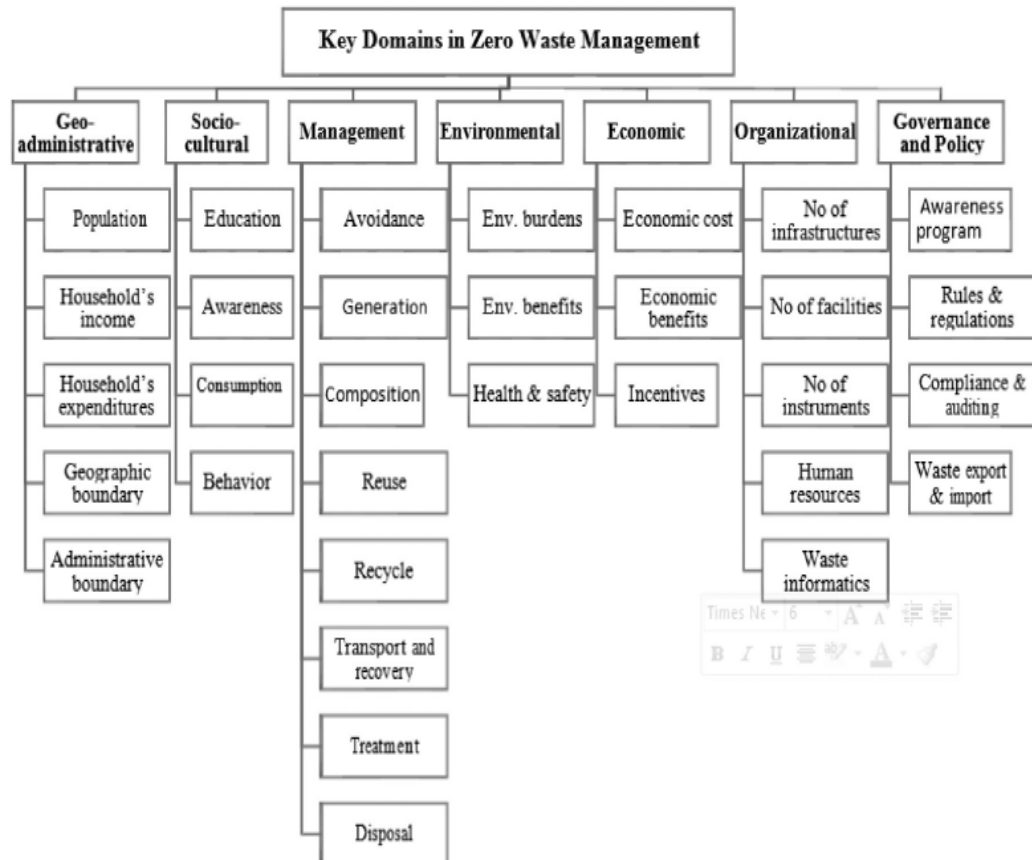 Key Domains in Zero Waste Management
Geo-
administrative
Socio-
cultural
Management
Environmental
Economic
Organizational
Governance
and Policy
Population
Household's
income
Household's
expenditures
Geographic
boundary
Administrative
boundary
Education
Awareness
Consumption
Behavior
Avoidance
Generation
Composition
Reuse
Recycle
Transport and
recovery
Treatment
Disposal
Env. burdens
Env. benefits
Health & safety
Economic cost
Economic
benefits
Incentives
No of
infrastructures
No of facilities
No of
instruments
Human
resources
Waste
informatics
Awareness
program
Rules &
regulations
Compliance &
auditing
Waste export
& import
Times Ne 6 A A
B I U ab A